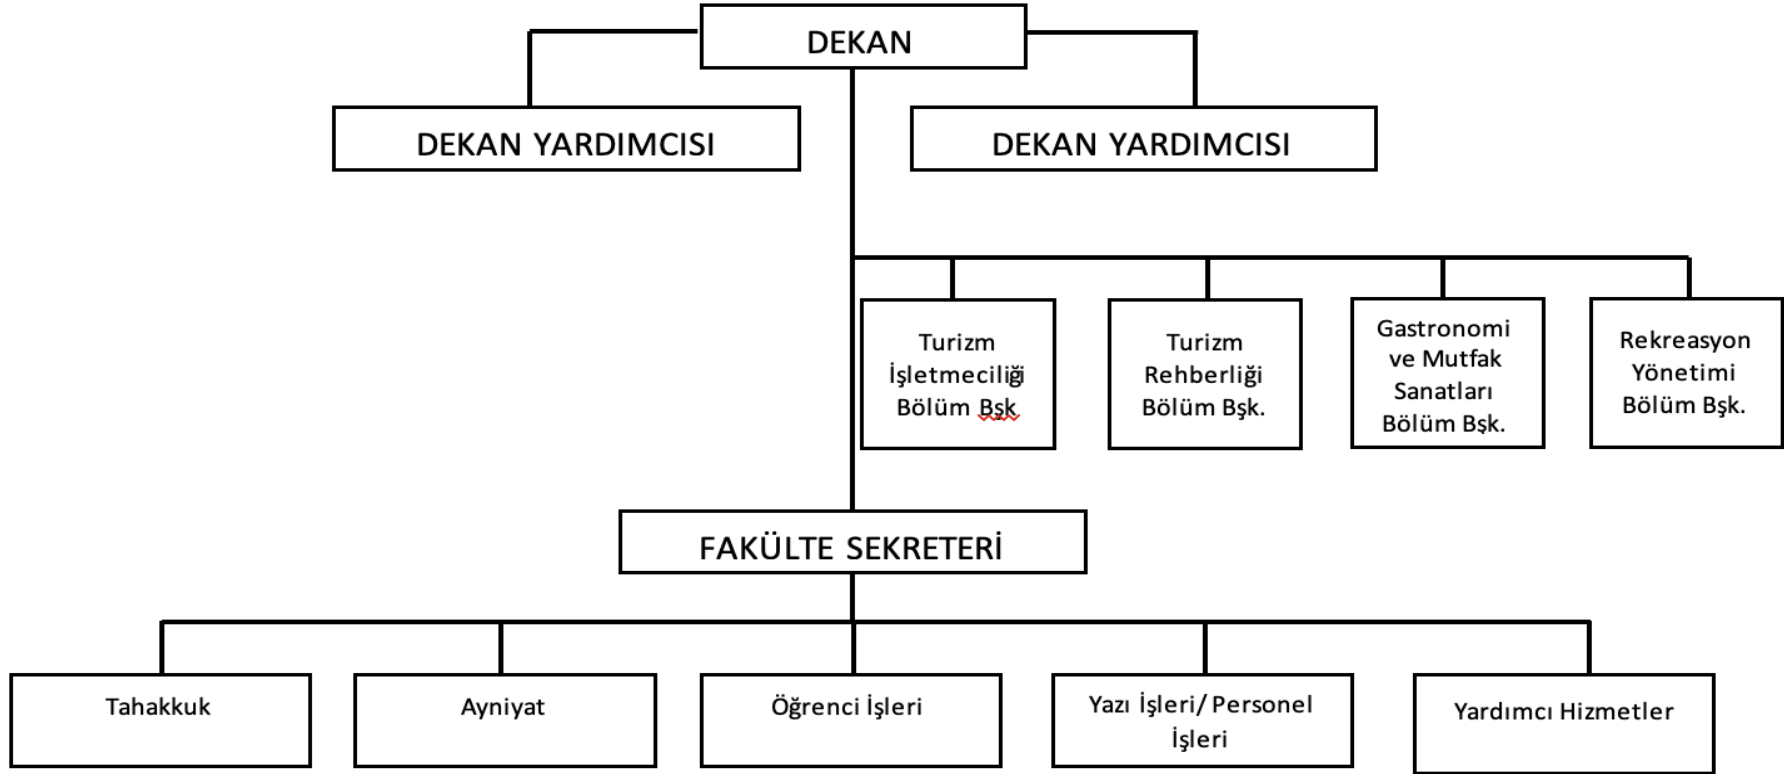 DEKAN
DEKAN YARDIMCISI
DEKAN YARDIMCISI
Turizm
İşletmeciliği
Bölüm Bşk
Turizm
Rehberliği
Bölüm Bşk.
Gastronomi
ve Mutfak
Sanatları
Bölüm Bşk.
Rekreasyon
Yönetimi
Bölüm Bşk.
FAKÜLTE SEKRETERİ
Tahakkuk
Ayniyat
Öğrenci İşleri
Yazı İşleri/ Personel
İşleri
Yardımcı Hizmetler